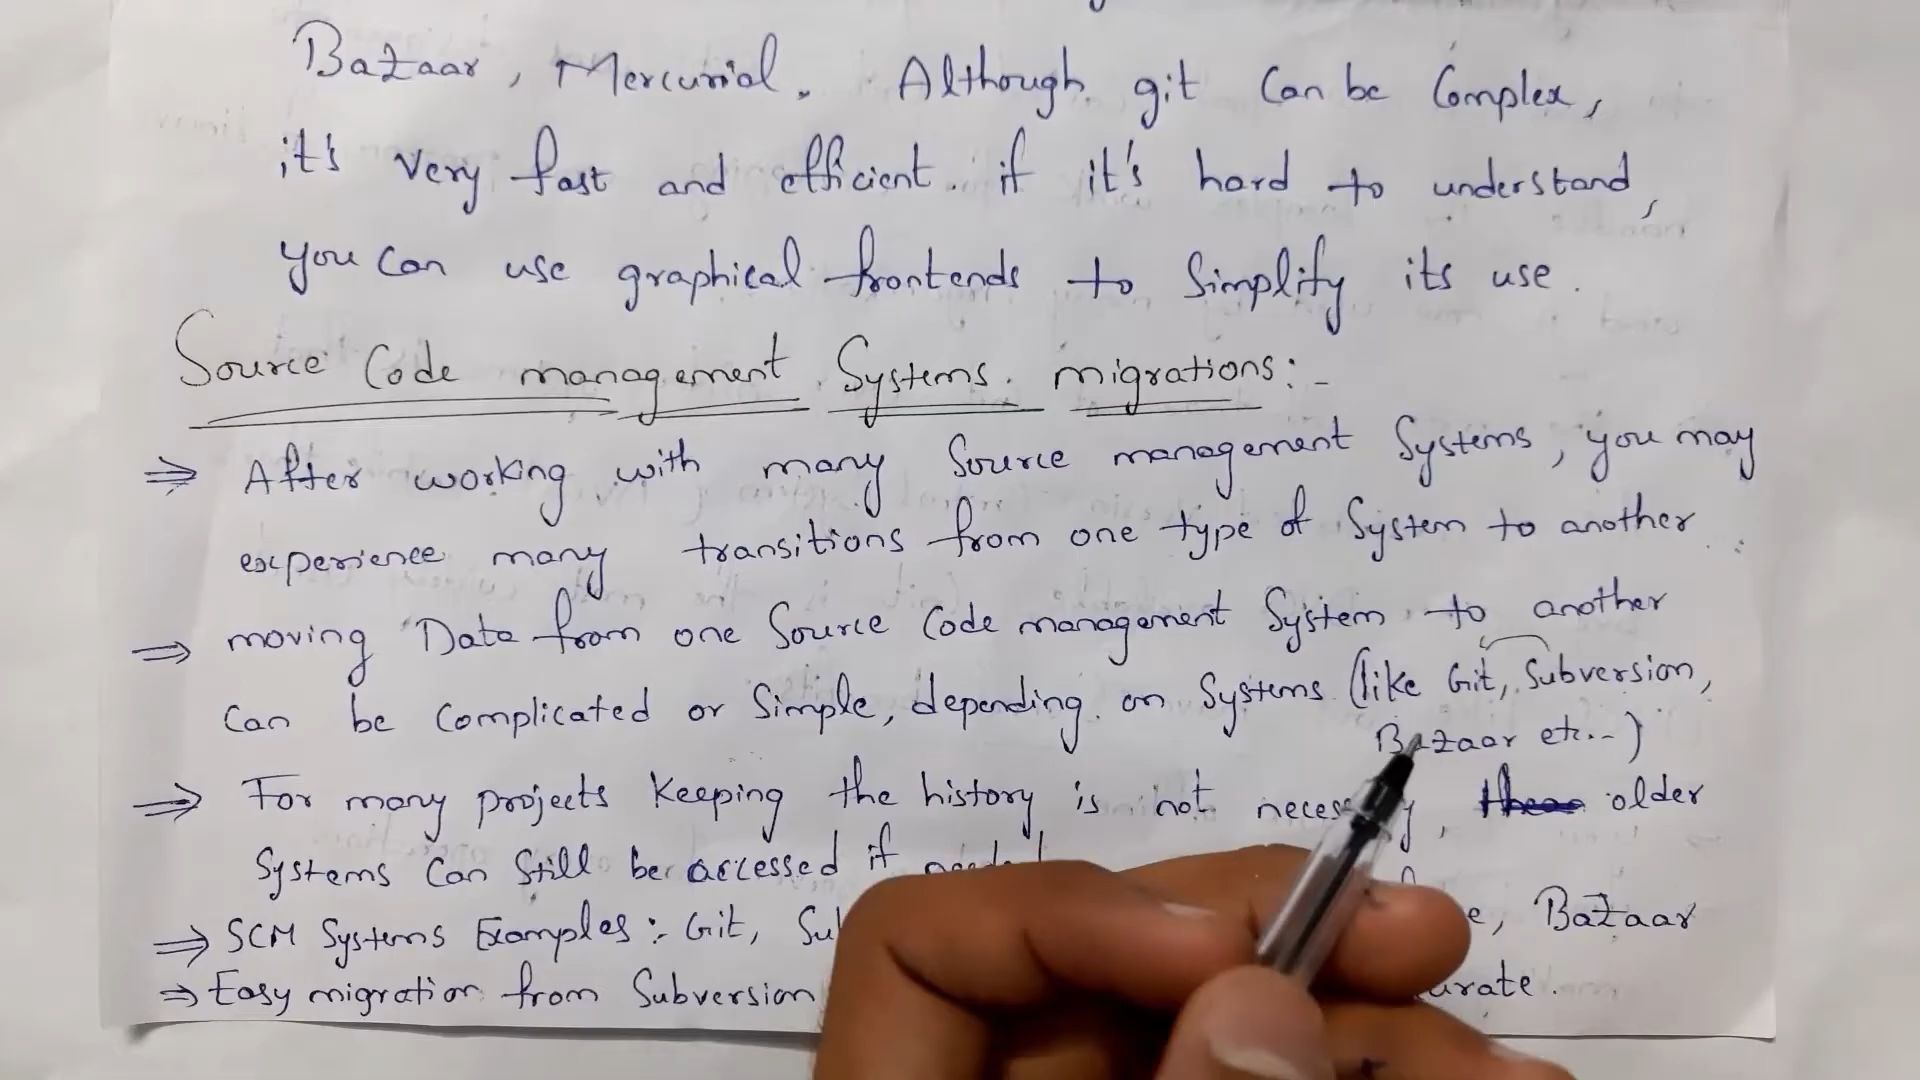 Bazaar, Mercurial. Although git can be Complex,
it's very fast and efficient. if it's hard to understand,
you can use graphical frontends to simplify its use.
Source Code management Systems migrations:-
⇒ After working with many Source management Systems, you may
experience many transitions from one type of System to another
⇒ moving Data from one Source Code management System to another
can be complicated or Simple, depending on Systems (like Git, Subversion,
Bazaar etc..)
⇒ For many projects Keeping the history is not older
Systems Can Still be accessed if
⇒ SCM Systems Examples:- Git, Bazaar
⇒ Easy migration from Subversion